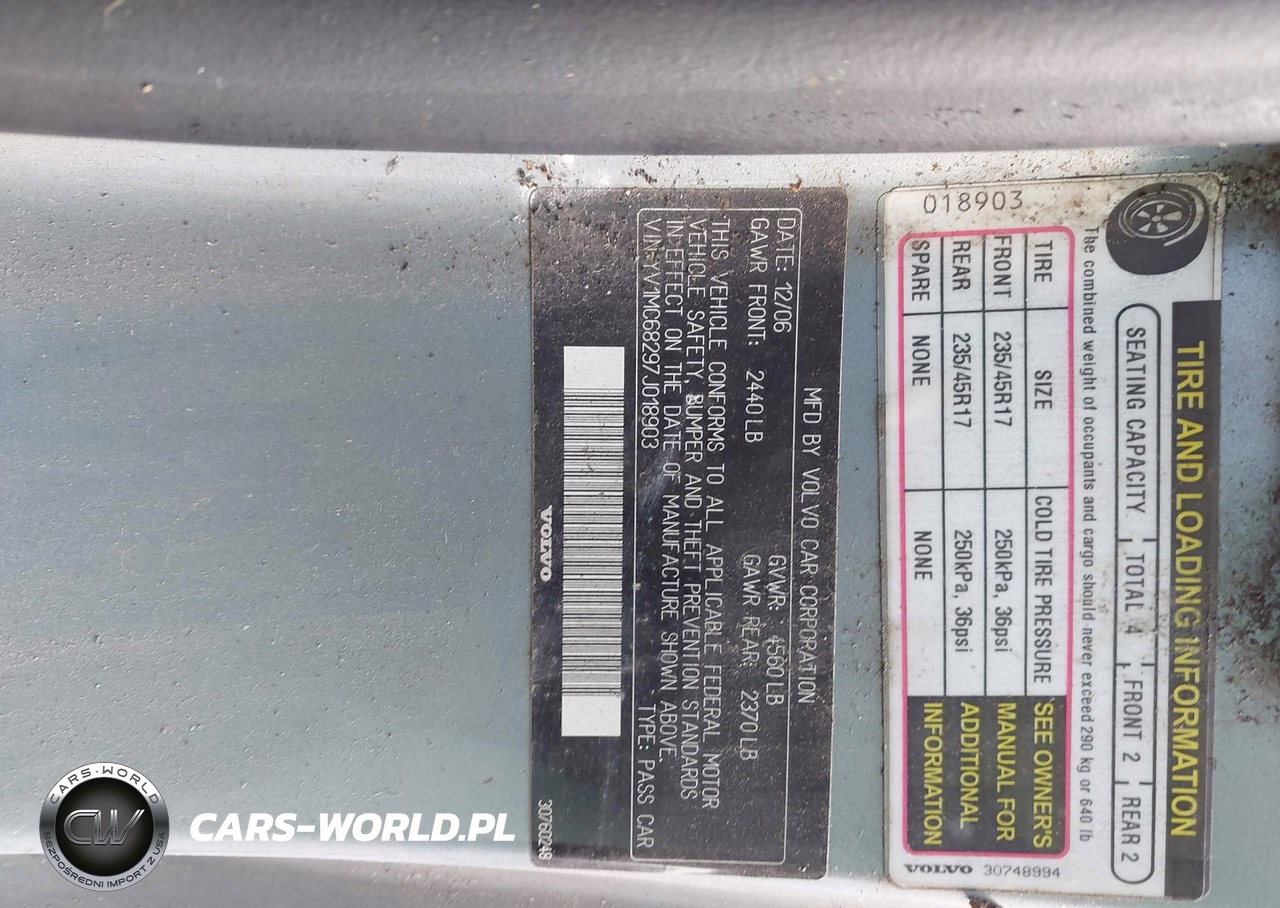 TIRE AND LOADING INFORMATION
SEATING CAPACITY TOTAL 4 FRONT 2 REAR 2
The combined weight of occupants and cargo should never exceed 290 kg or 640 lb
TIRE SIZE COLD TIRE PRESSURE SEE OWNER'S
FRONT 235/45R17 250kPa, 36psi MANUAL FOR
REAR 235/45R17 250kPa, 36psi ADDITIONAL
SPARE NONE NONE INFORMATION
018903
VOLVO 30748994
MFD BY VOLVO CAR CORPORATION
DATE: 12/06 GVWR: 4560 LB
GAWR FRONT: 2440 LB GAWR REAR: 2370 LB
THIS VEHICLE CONFORMS TO ALL APPLICABLE FEDERAL MOTOR
VEHICLE SAFETY, BUMPER AND THEFT PREVENTION STANDARDS
IN EFFECT ON THE DATE OF MANUFACTURE SHOWN ABOVE.
VIN: YV1MC68297J018903 TYPE: PASS CAR
VOLVO
30760248
CARS-WORLD
CW
BEZPOŚREDNI IMPORT Z USA
CARS-WORLD.PL